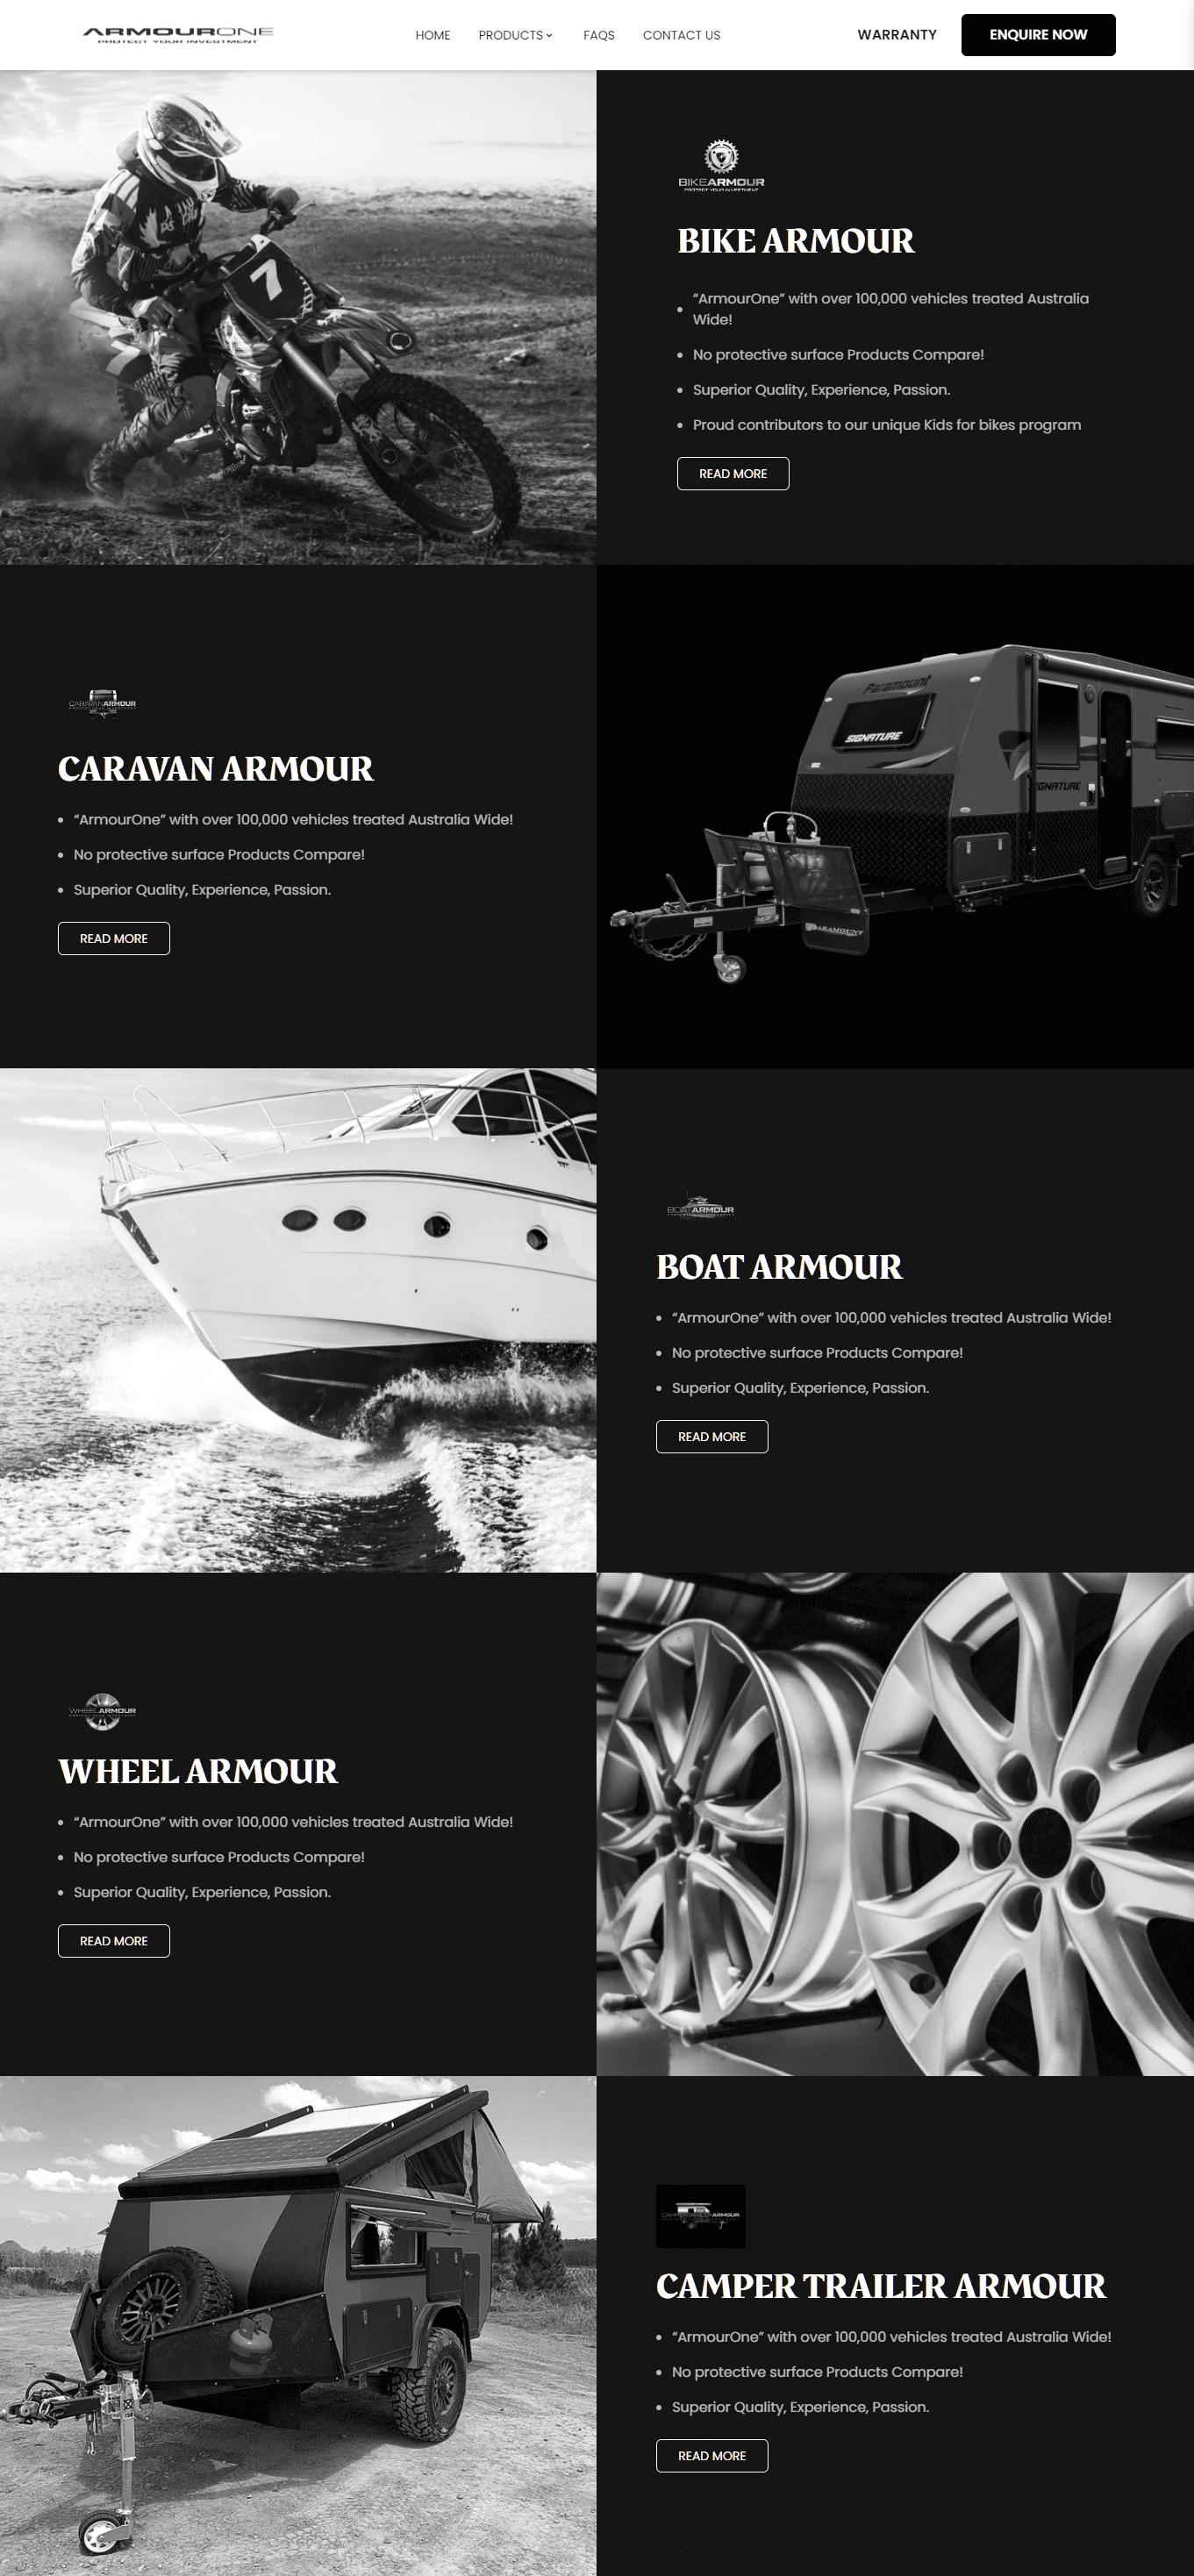 ARMOURONE
PROTECT YOUR INVESTMENT
HOME
PRODUCTS
FAQS
CONTACT US
WARRANTY
ENQUIRE NOW
7
BIKEARMOUR
PROTECT YOUR INVESTMENT
BIKE ARMOUR
“ArmourOne” with over 100,000 vehicles treated Australia
Wide!
No protective surface Products Compare!
Superior Quality, Experience, Passion.
Proud contributors to our unique Kids for bikes program
READ MORE
CARAVANARMOUR
CARAVAN ARMOUR
“ArmourOne” with over 100,000 vehicles treated Australia Wide!
No protective surface Products Compare!
Superior Quality, Experience, Passion.
READ MORE
Paramount
SIGNATURE
SIGNATURE
PARAMOUNT
BOATARMOUR
BOAT ARMOUR
“ArmourOne” with over 100,000 vehicles treated Australia Wide!
No protective surface Products Compare!
Superior Quality, Experience, Passion.
READ MORE
WHEELARMOUR
WHEEL ARMOUR
“ArmourOne” with over 100,000 vehicles treated Australia Wide!
No protective surface Products Compare!
Superior Quality, Experience, Passion.
READ MORE
CAMPERTRAILERARMOUR
CAMPER TRAILER ARMOUR
“ArmourOne” with over 100,000 vehicles treated Australia Wide!
No protective surface Products Compare!
Superior Quality, Experience, Passion.
READ MORE